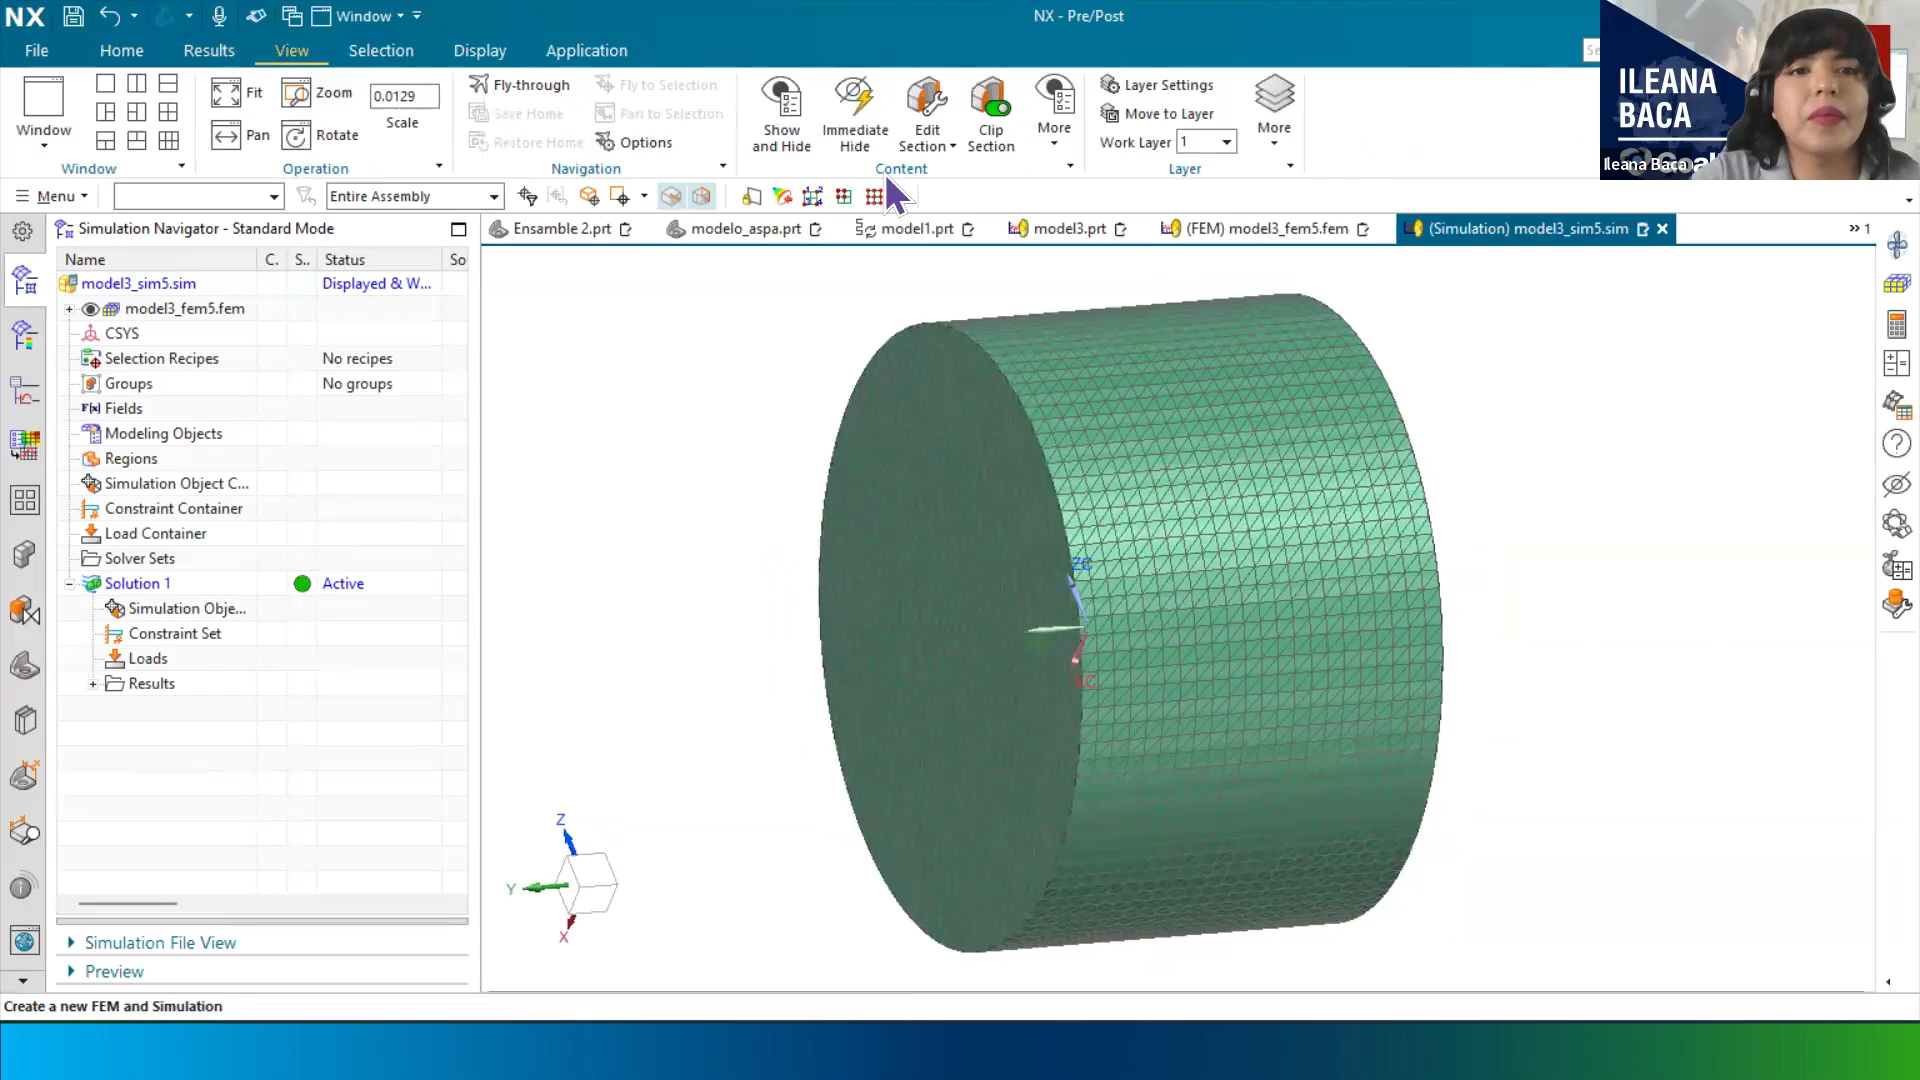 NX
Window
NX - Pre/Post
File
Home
Results
View
Selection
Display
Application
Window
Window
Fit
Pan
Zoom
Rotate
0.0129
Scale
Operation
Fly-through
Save Home
Restore Home
Fly to Selection
Pan to Selection
Options
Navigation
Show
and Hide
Immediate
Hide
Edit
Section
Clip
Section
More
Content
Layer Settings
Move to Layer
Work Layer 1
More
Layer
ILEANA
BACA
Ileana Baca
Menu
Entire Assembly
Simulation Navigator - Standard Mode
Ensamble 2.prt
modelo_aspa.prt
model1.prt
model3.prt
(FEM) model3_fem5.fem
(Simulation) model3_sim5.sim
1
Name C. S.. Status So
model3_sim5.sim Displayed & W...
model3_fem5.fem
CSYS
Selection Recipes No recipes
Groups No groups
Fields
Modeling Objects
Regions
Simulation Object C...
Constraint Container
Load Container
Solver Sets
Solution 1 Active
Simulation Obje...
Constraint Set
Loads
Results
ZC
XC
Z
Y
X
Simulation File View
Preview
Create a new FEM and Simulation